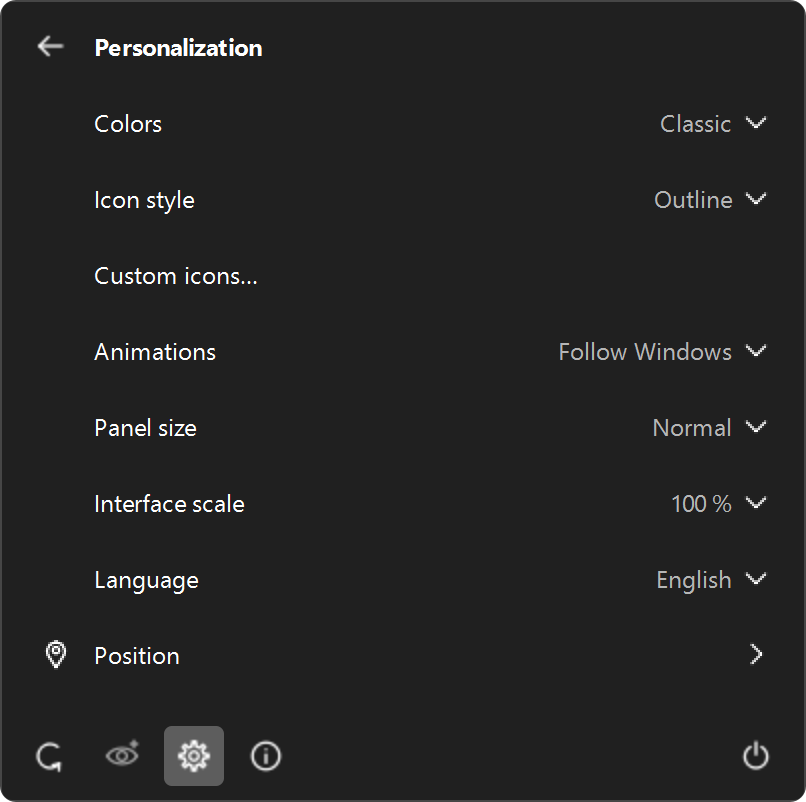 Personalization
Colors Classic
Icon style Outline
Custom icons...
Animations Follow Windows
Panel size Normal
Interface scale 100 %
Language English
Position